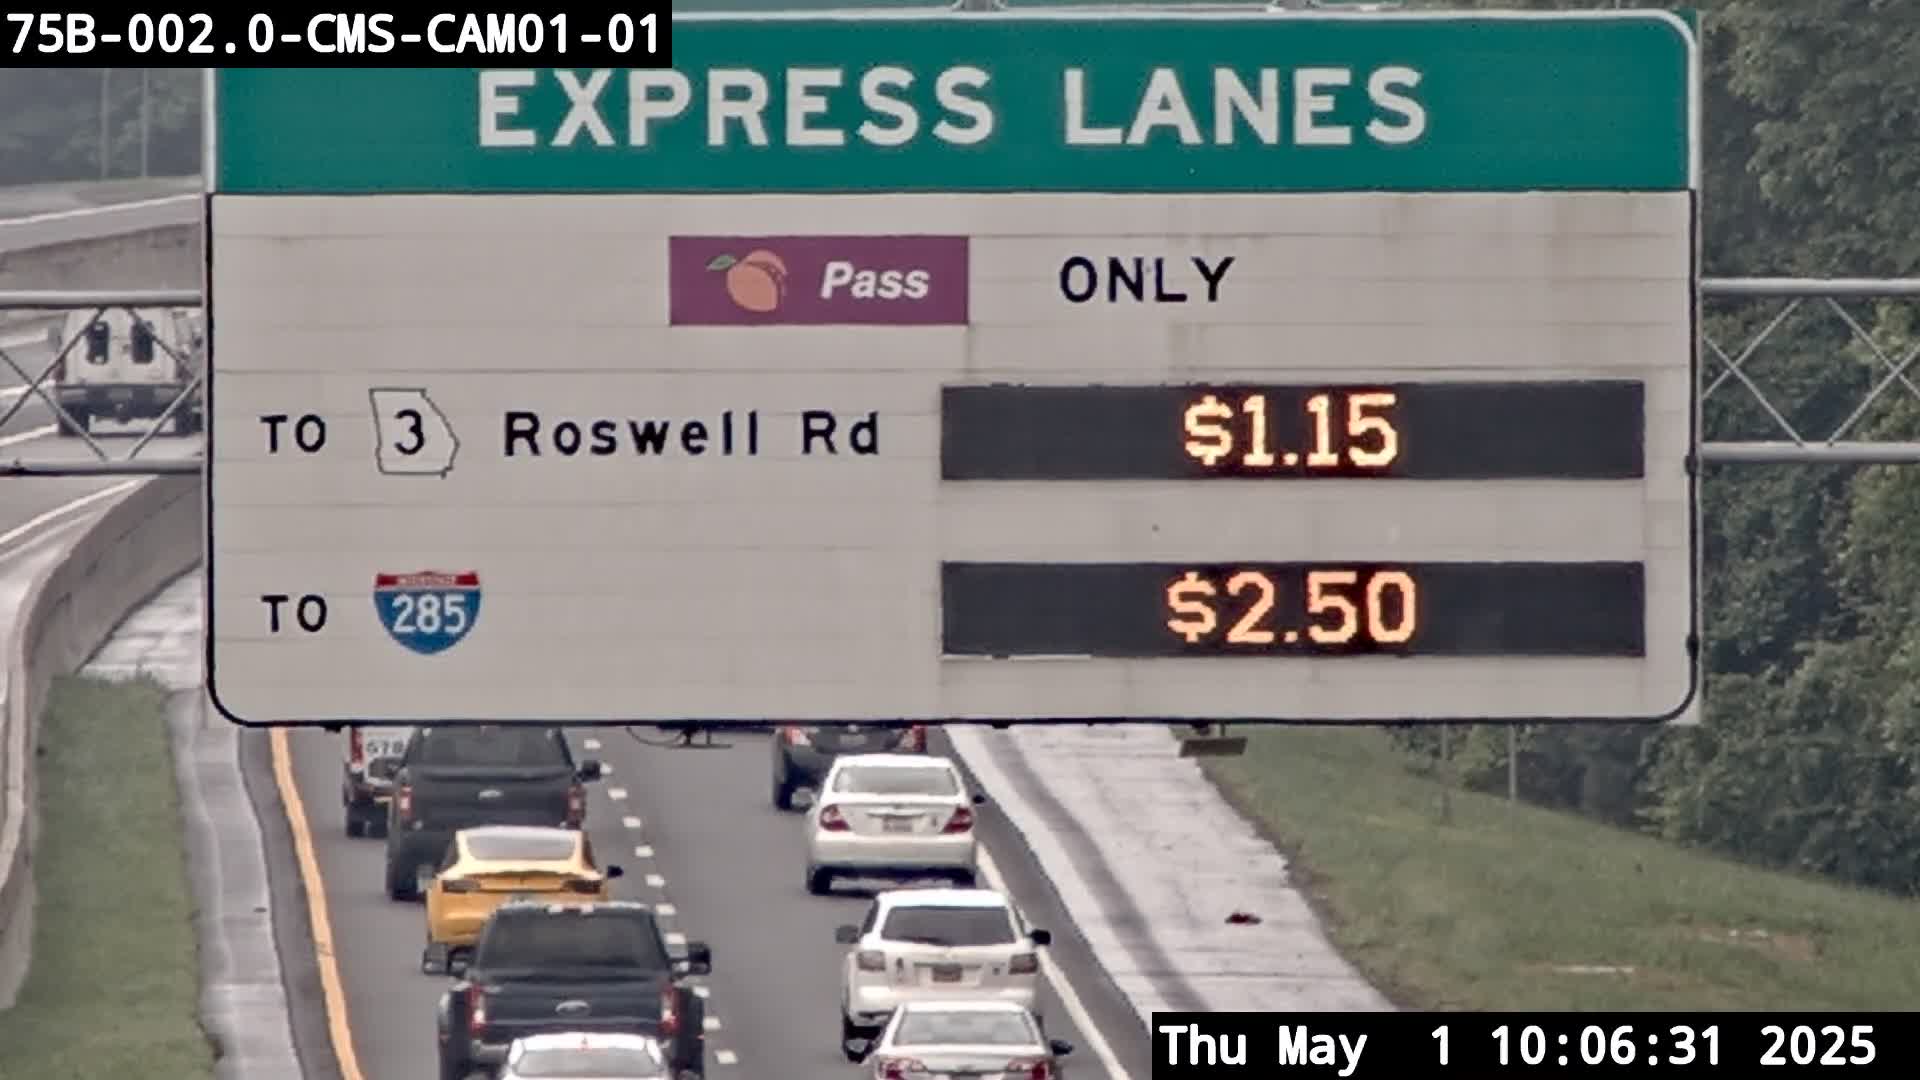 75B-002.0-CMS-CAM01-01
EXPRESS LANES
Pass ONLY
TO 3 Roswell Rd $1.15
TO 285 $2.50
678
Thu May 1 10:06:31 2025